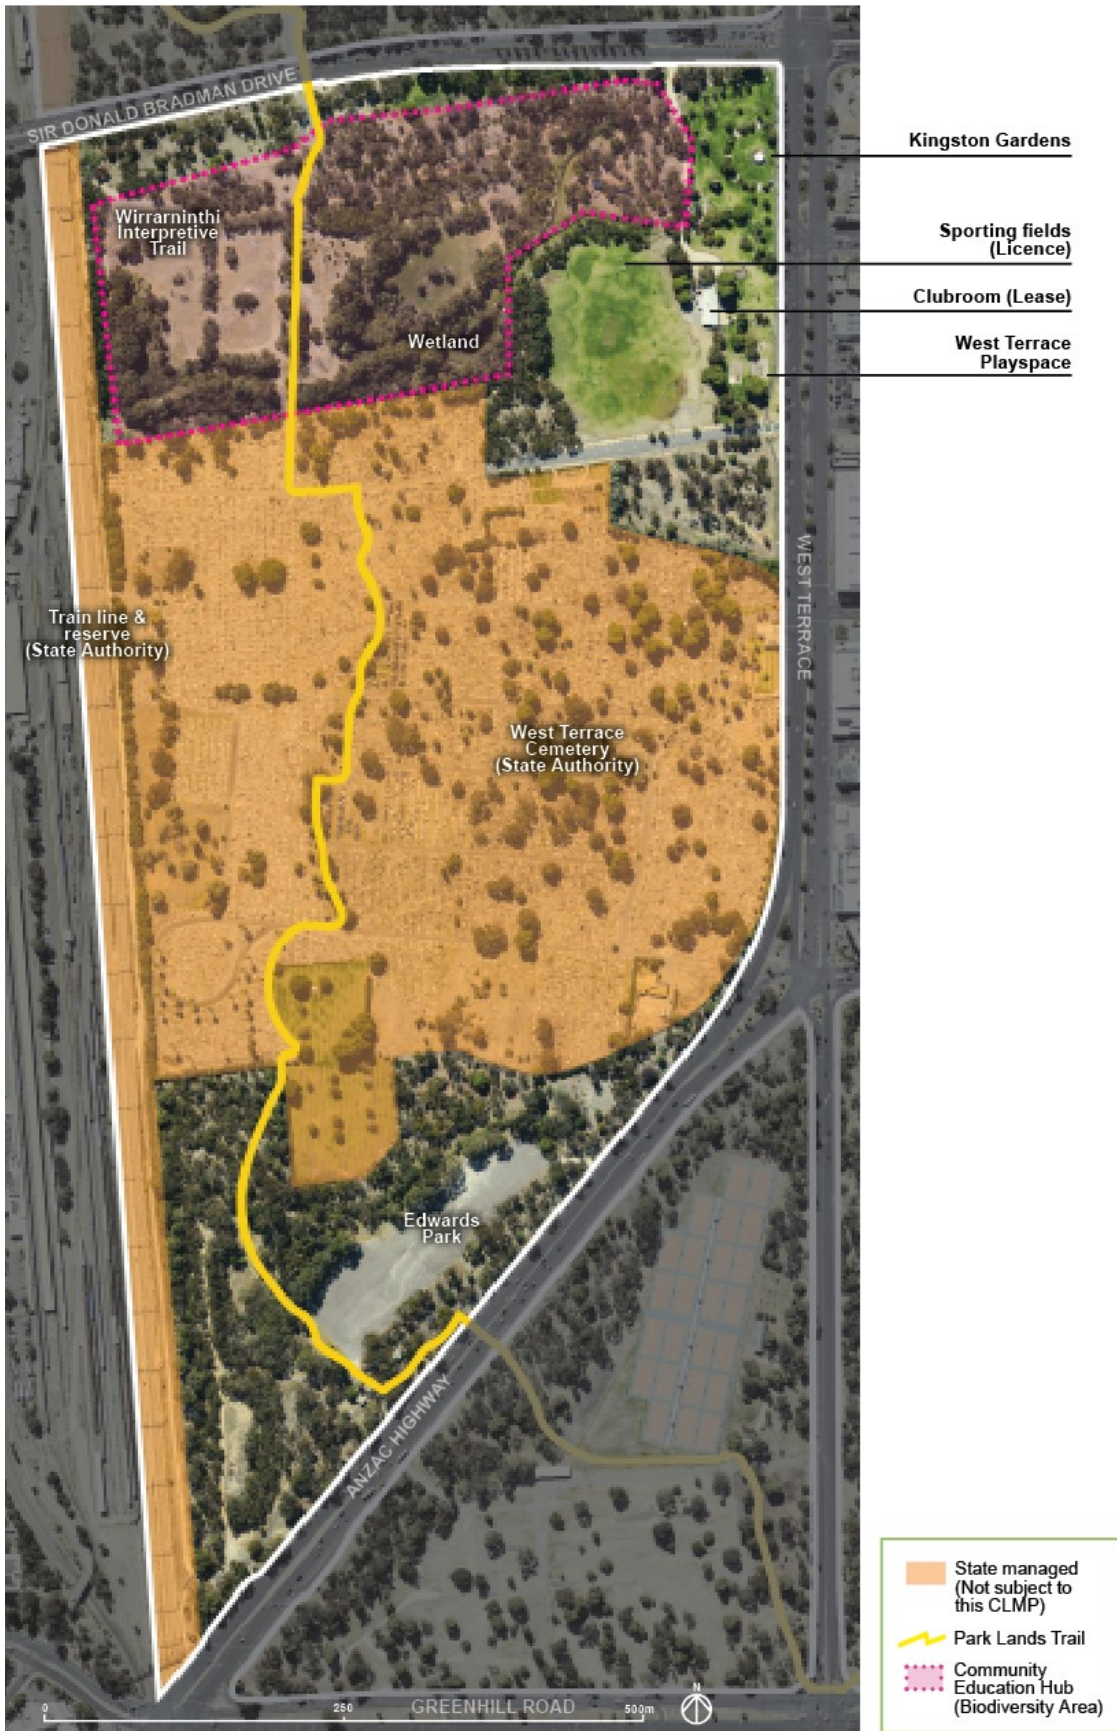 SIR DONALD BRADMAN DRIVE
Kingston Gardens
Wirrarninthi
Interpretive
Trail
Sporting fields
(Licence)
Clubroom (Lease)
Wetland
West Terrace
Playspace
WEST TERRACE
Train line &
reserve
(State Authority)
West Terrace
Cemetery
(State Authority)
Edwards
Park
ANZAC HIGHWAY
GREENHILL ROAD
0 250 500m
N
State managed
(Not subject to
this CLMP)
Park Lands Trail
Community
Education Hub
(Biodiversity Area)